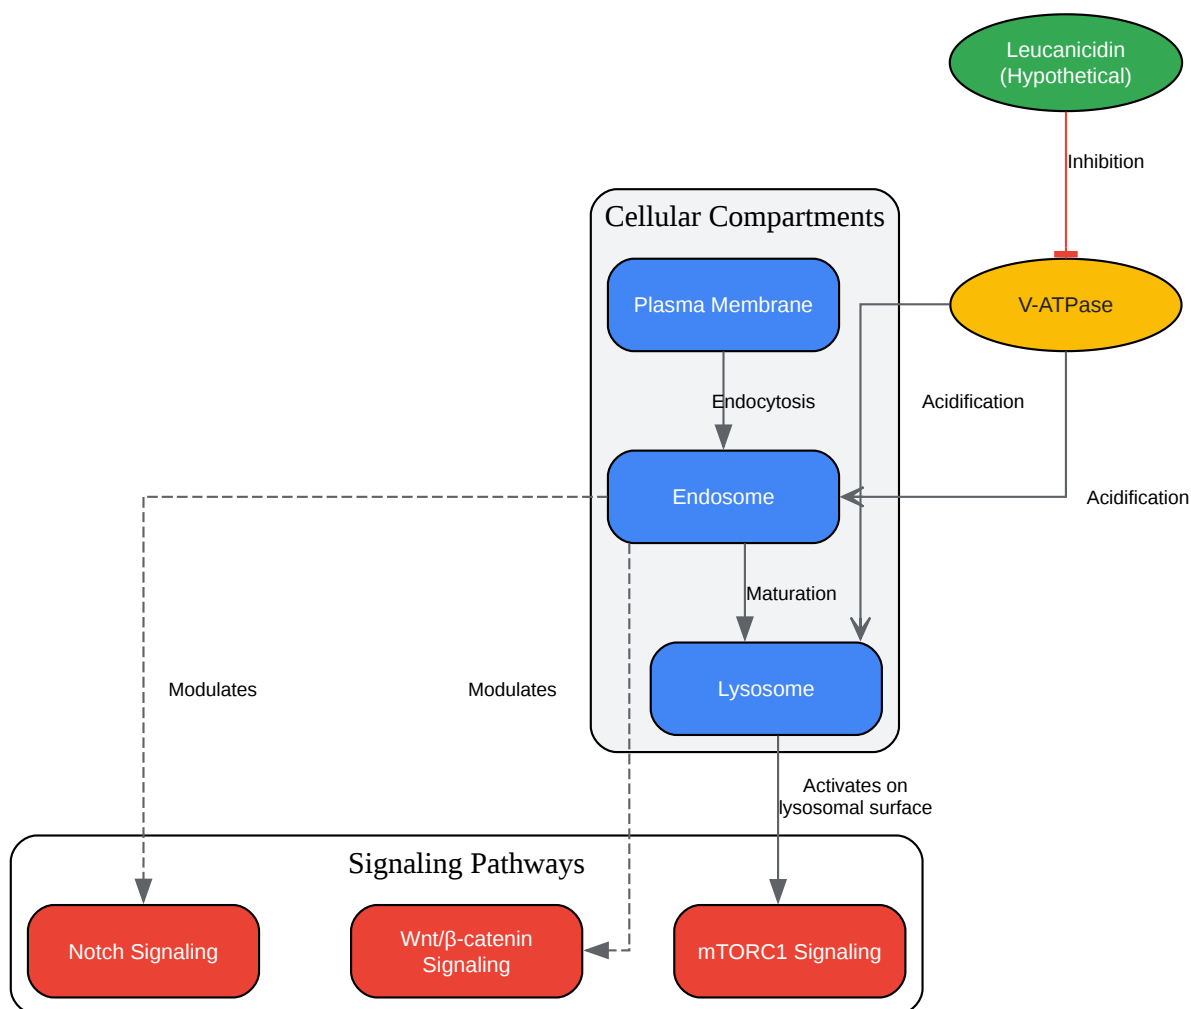 Leucanicidin
(Hypothetical)
Inhibition
Cellular Compartments
Plasma Membrane
V-ATPase
Endocytosis
Acidification
Endosome
Acidification
Maturation
Lysosome
Modulates
Modulates
Activates on
lysosomal surface
Signaling Pathways
Notch Signaling
Wnt/β-catenin
Signaling
mTORC1 Signaling